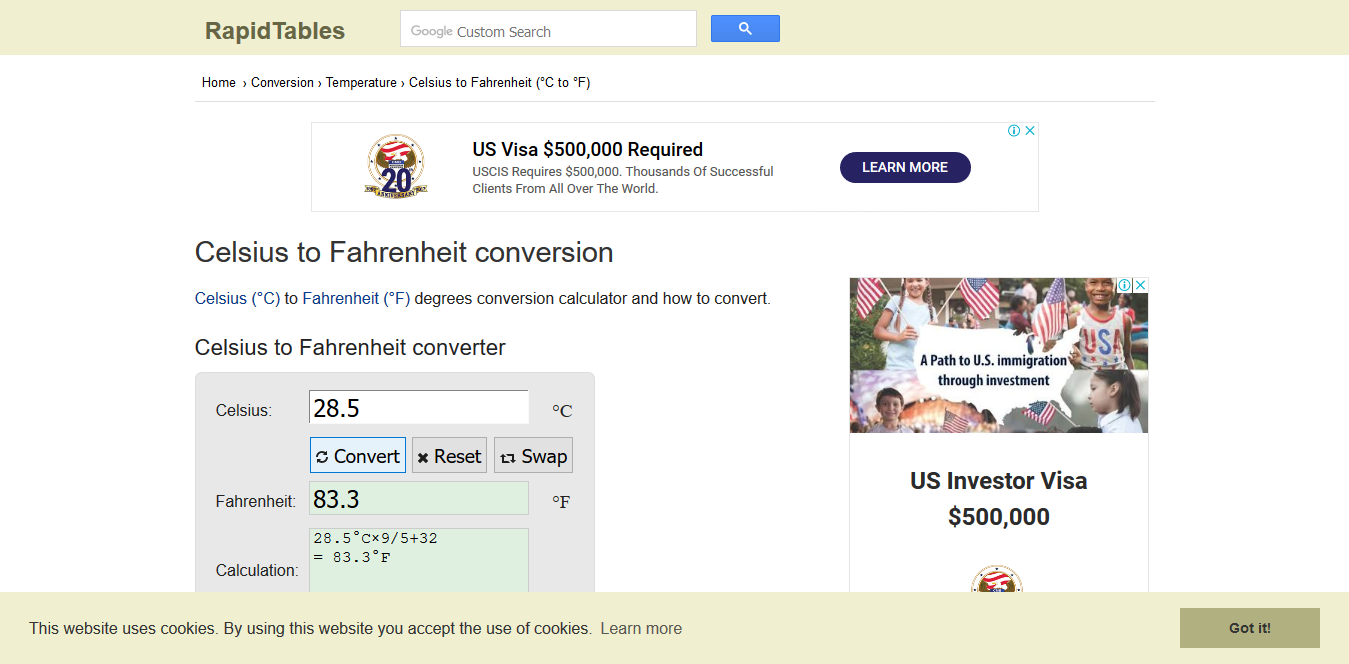 RapidTables
Google Custom Search
Home › Conversion › Temperature › Celsius to Fahrenheit (°C to °F)
US Visa $500,000 Required
USCIS Requires $500,000. Thousands Of Successful
Clients From All Over The World.
LEARN MORE
20
ANNIVERSARY
Celsius to Fahrenheit conversion
Celsius (°C) to Fahrenheit (°F) degrees conversion calculator and how to convert.
Celsius to Fahrenheit converter
Celsius:
28.5
°C
Convert
Reset
Swap
Fahrenheit:
83.3
°F
Calculation:
28.5°C×9/5+32
= 83.3°F
USA
A Path to U.S. immigration
through investment
US Investor Visa
$500,000
This website uses cookies. By using this website you accept the use of cookies. Learn more
Got it!